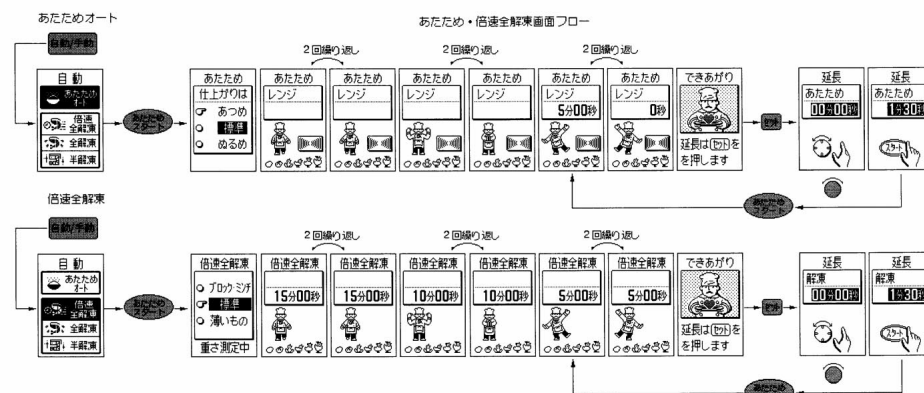 あたためオート
あたため・倍速全解凍画面フロー
自動/手動
2回繰り返し
2回繰り返し
2回繰り返し
自動
あたため
オート
倍速
全解凍
全解凍
半解凍
あたため
スタート
あたため
仕上がりは
あつめ
標準
ぬるめ
あたため
レンジ
あたため
レンジ
あたため
レンジ
あたため
レンジ
あたため
レンジ
5分00秒
あたため
レンジ
0秒
できあがり
延長はセットを
を押します
セット
延長
あたため
00分00秒
延長
あたため
1分30秒
スタート
あたため
スタート
倍速全解凍
自動/手動
2回繰り返し
2回繰り返し
2回繰り返し
自動
あたため
オート
倍速
全解凍
全解凍
半解凍
あたため
スタート
倍速全解凍
ブロック・ミンチ
標準
薄いもの
重さ測定中
倍速全解凍
15分00秒
倍速全解凍
15分00秒
倍速全解凍
10分00秒
倍速全解凍
10分00秒
倍速全解凍
5分00秒
倍速全解凍
5分00秒
できあがり
延長はセットを
を押します
セット
延長
解凍
00分00秒
延長
解凍
1分30秒
スタート
あたため